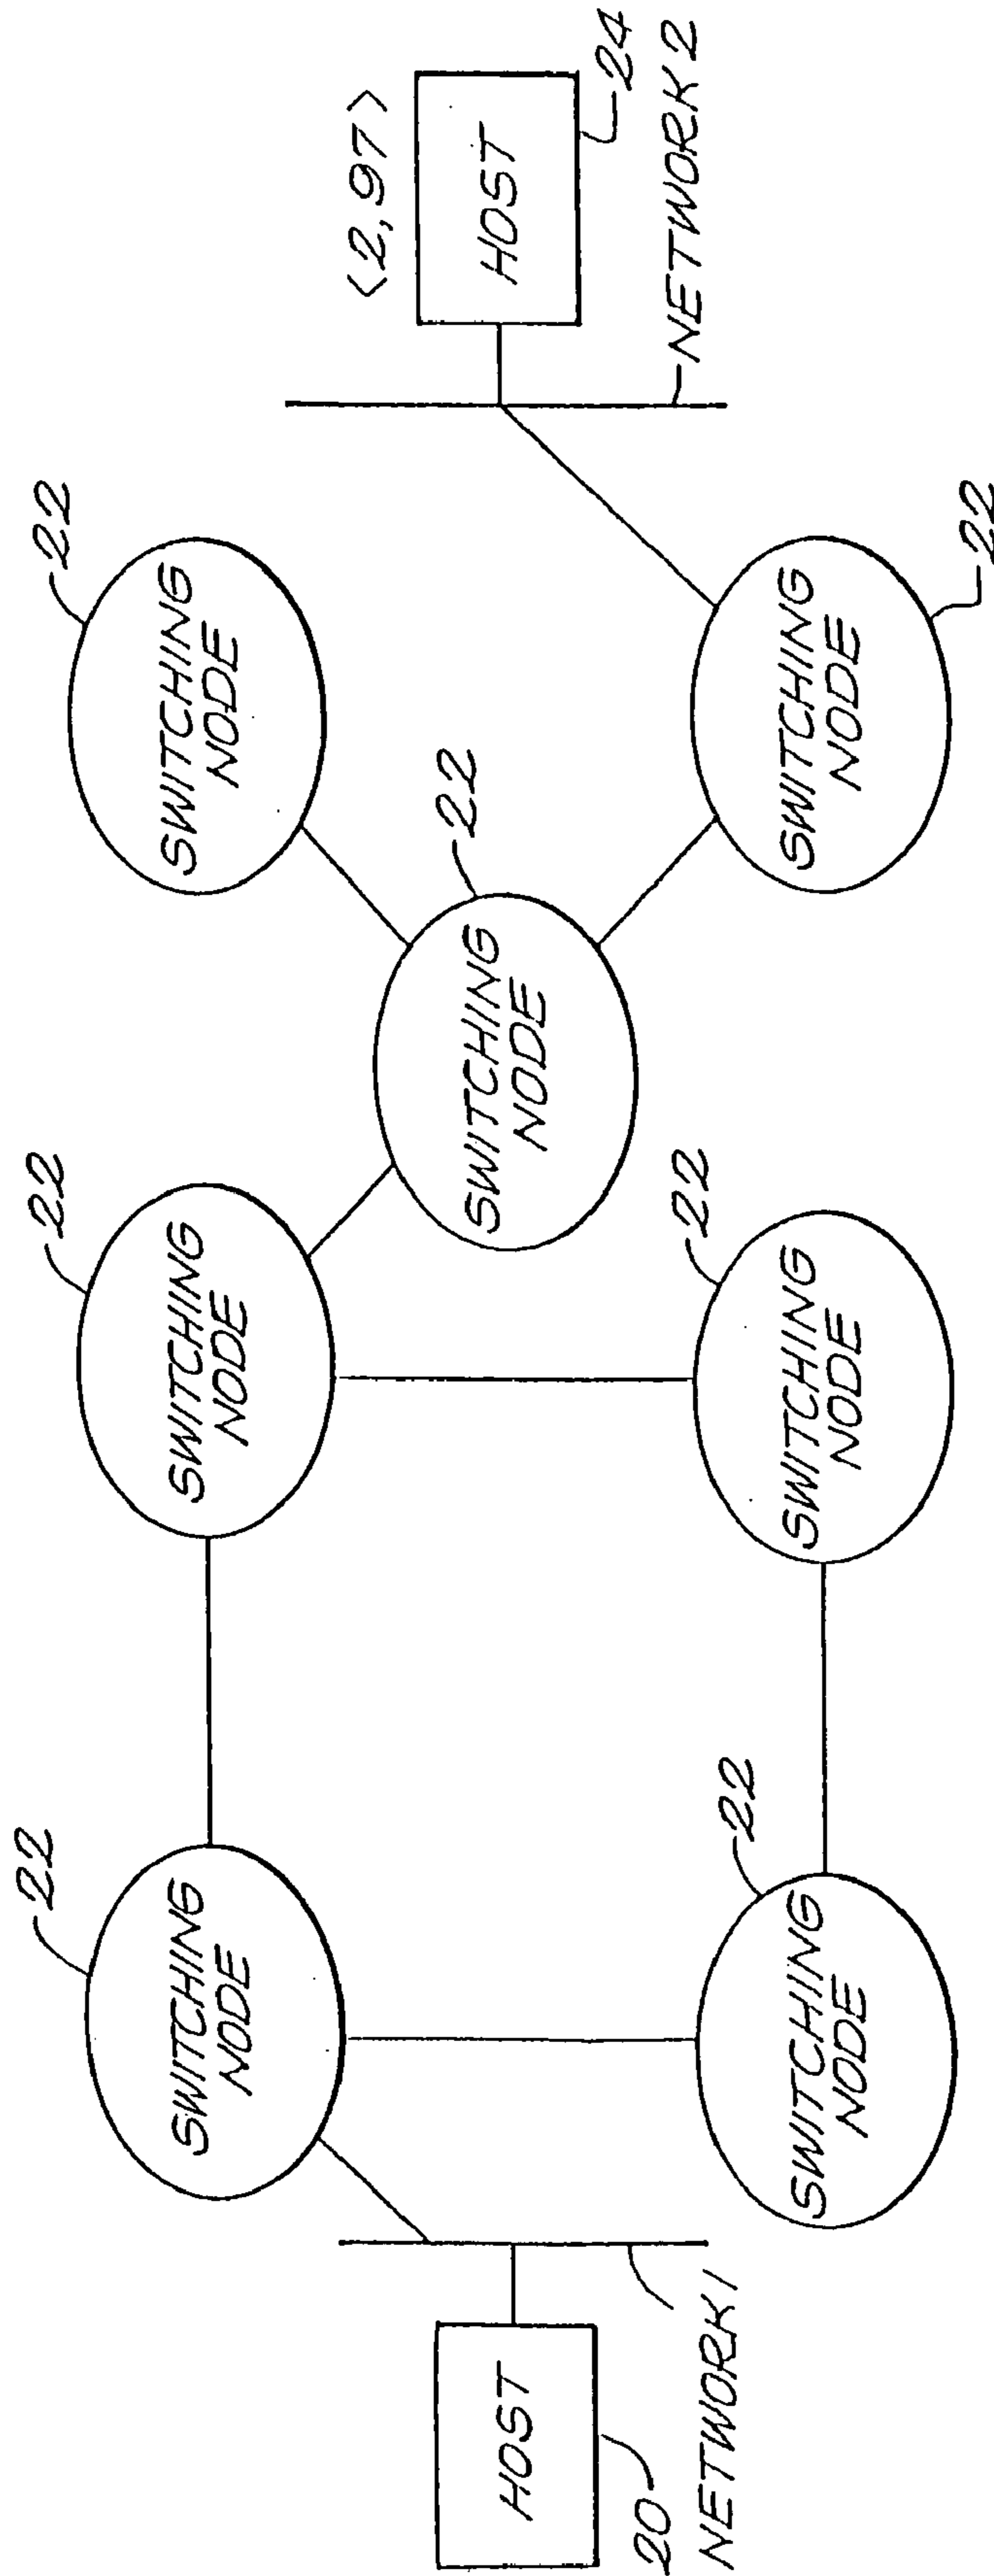 HOST
20
NETWORK 1
22
SWITCHING
NODE
22
SWITCHING
NODE
22
SWITCHING
NODE
22
SWITCHING
NODE
22
SWITCHING
NODE
22
SWITCHING
NODE
22
SWITCHING
NODE
<2,97>
HOST
24
NETWORK 2